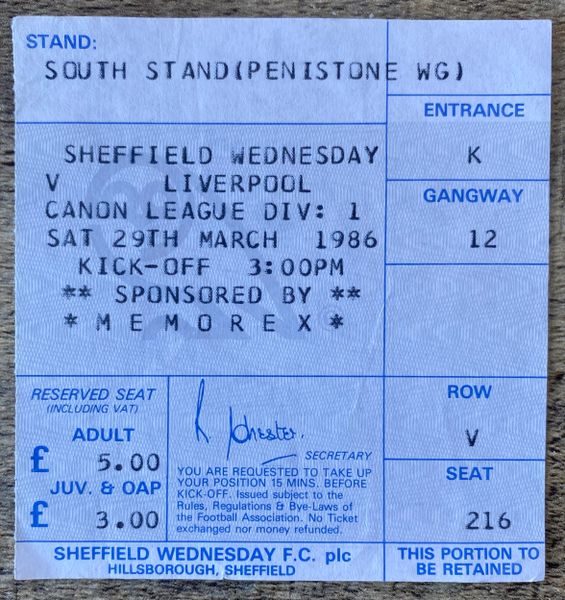 STAND:
SOUTH STAND(PENISTONE WG)
SHEFFIELD WEDNESDAY
V LIVERPOOL
CANON LEAGUE DIV: 1
SAT 29TH MARCH 1986
KICK-OFF 3:00PM
** SPONSORED BY **
* M E M O R E X *
ENTRANCE
K
GANGWAY
12
RESERVED SEAT
(INCLUDING VAT)
ADULT
£ 5.00
JUV. & OAP
£ 3.00
SECRETARY
YOU ARE REQUESTED TO TAKE UP
YOUR POSITION 15 MINS. BEFORE
KICK-OFF. Issued subject to the
Rules, Regulations & Bye-Laws of
the Football Association. No Ticket
exchanged nor money refunded.
ROW
V
SEAT
216
SHEFFIELD WEDNESDAY F.C. plc
HILLSBOROUGH, SHEFFIELD
THIS PORTION TO
BE RETAINED